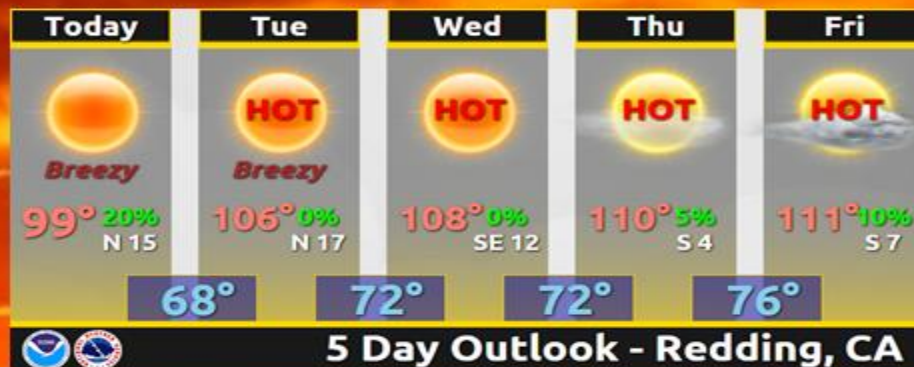 Today Tue Wed Thu Fri
HOT HOT HOT HOT
Breezy Breezy
99° 20% 106° 0% 108° 0% 110° 5% 111° 10%
N 15 N 17 SE 12 S 4 S 7
68° 72° 72° 76°
5 Day Outlook - Redding, CA